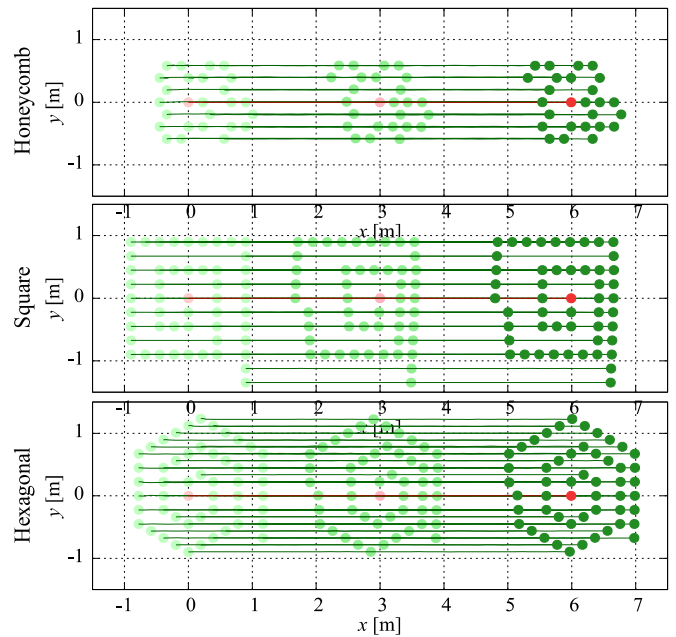 Honeycomb
y [m]
1
0
-1
x [m]
-1 0 1 2 3 4 5 6 7
Square
y [m]
1
0
-1
x [m]
-1 0 1 2 3 4 5 6 7
Hexagonal
y [m]
1
0
-1
-1 0 1 2 3 4 5 6 7
x [m]